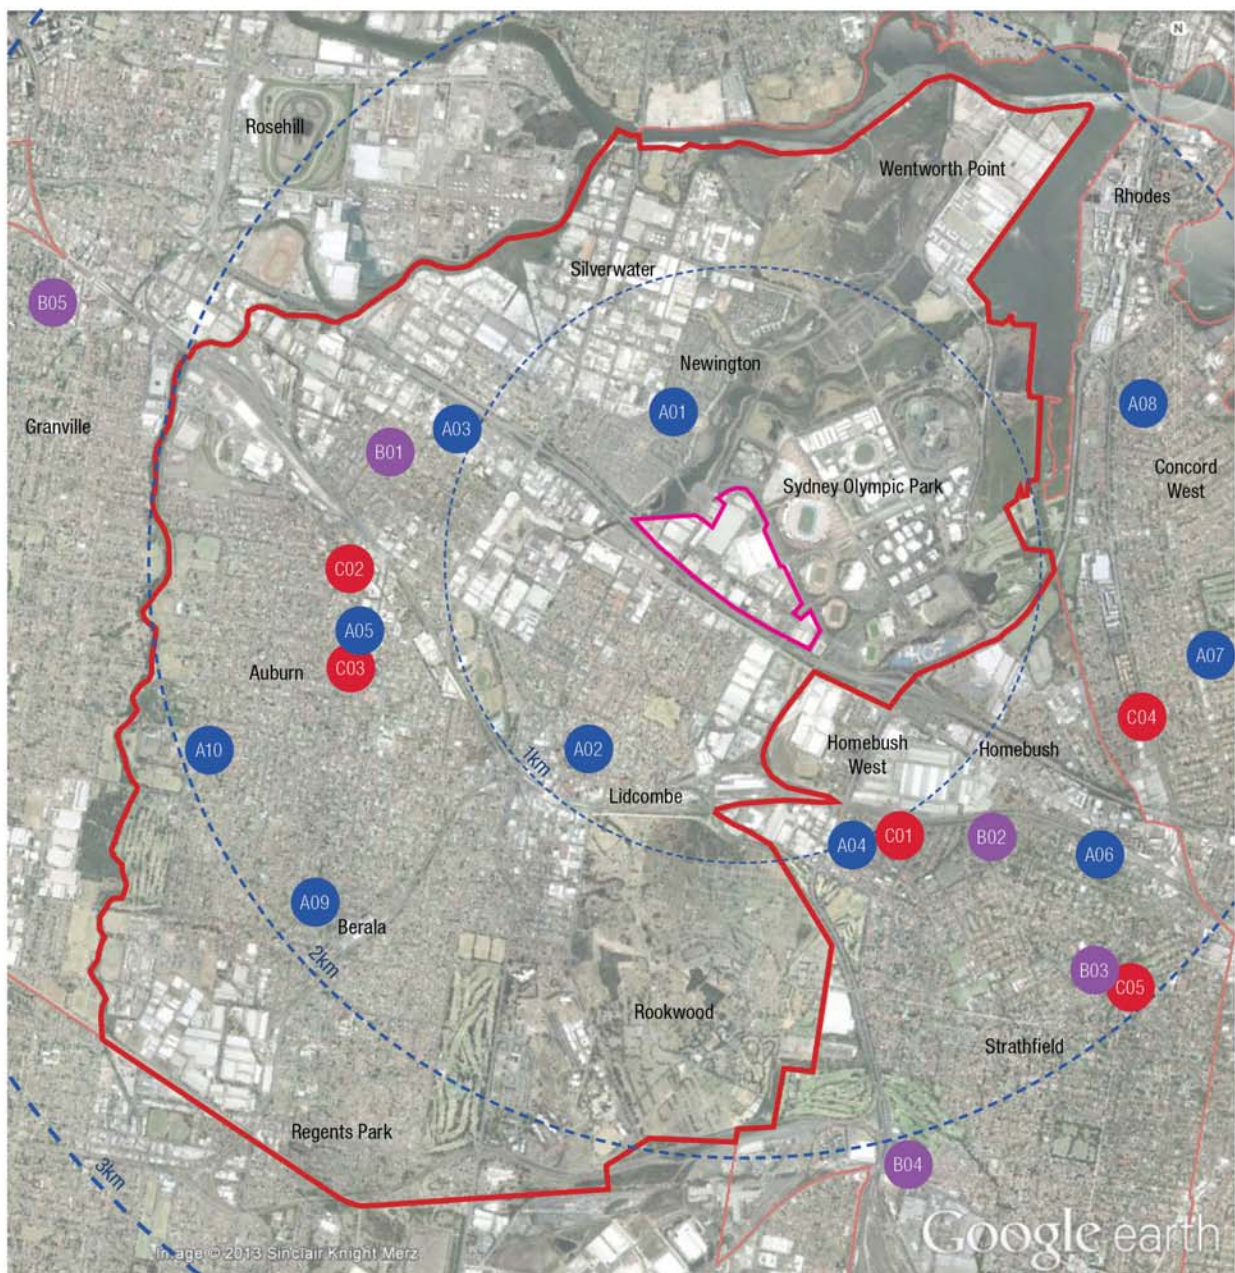 N
Rosehill
Wentworth Point
Rhodes
Silverwater
B05
Newington
A01
A08
Granville
A03
B01
Concord
West
Sydney Olympic Park
C02
A05
A07
Auburn
C03
C04
A10
A02
Homebush
West
Homebush
1km
Lidcombe
A04
C01
B02
A06
A09
Berala
2km
B03
C05
Rookwood
Strathfield
Regents Park
3km
B04
Google earth
Image © 2013 Sinclair Knight Merz